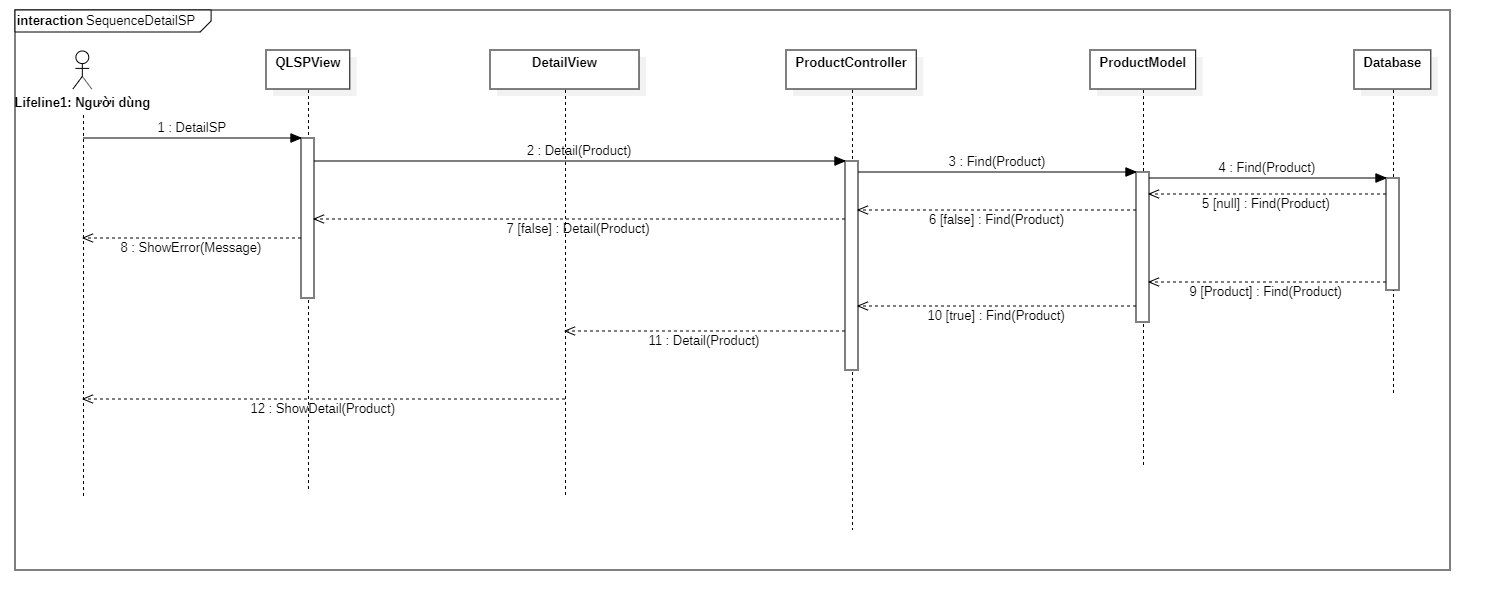 interaction SequenceDetailSP
QLSPView
DetailView
ProductController
ProductModel
Database
Lifeline1: Người dùng
1 : DetailSP
2 : Detail(Product)
3 : Find(Product)
4 : Find(Product)
5 [null] : Find(Product)
6 [false] : Find(Product)
7 [false] : Detail(Product)
8 : ShowError(Message)
9 [Product] : Find(Product)
10 [true] : Find(Product)
11 : Detail(Product)
12 : ShowDetail(Product)